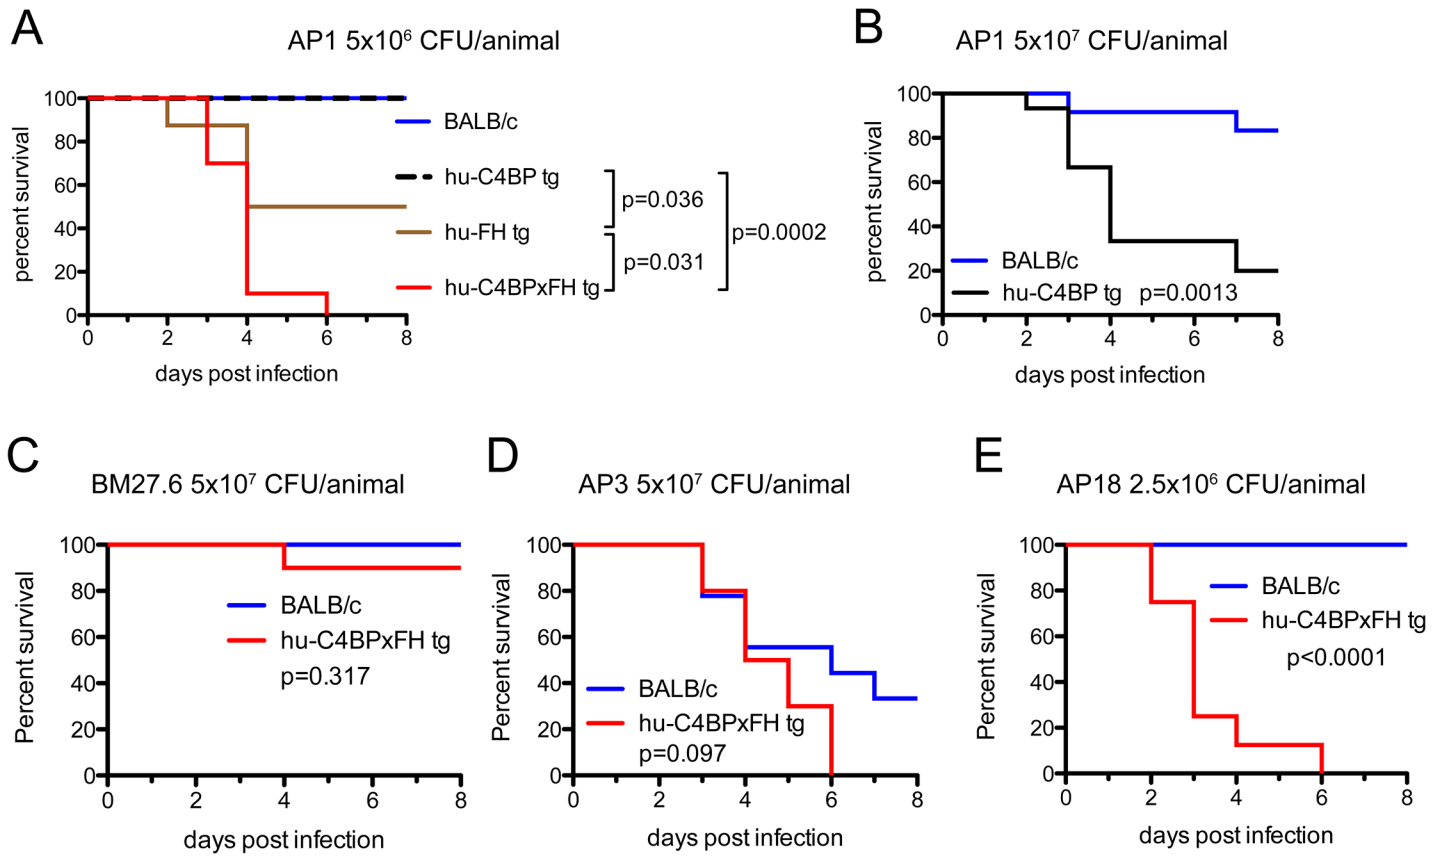 A
AP1 5x10⁶ CFU/animal
percent survival
100
80
60
40
20
0
0 2 4 6 8
days post infection
BALB/c
hu-C4BP tg
hu-FH tg
hu-C4BPxFH tg
p=0.036
p=0.031
p=0.0002
B
AP1 5x10⁷ CFU/animal
percent survival
100
80
60
40
20
0
BALB/c
hu-C4BP tg p=0.0013
0 2 4 6 8
days post infection
C
BM27.6 5x10⁷ CFU/animal
Percent survival
100
80
60
40
20
0
BALB/c
hu-C4BPxFH tg
p=0.317
0 2 4 6 8
days post infection
D
AP3 5x10⁷ CFU/animal
Percent survival
100
80
60
40
20
0
BALB/c
hu-C4BPxFH tg
p=0.097
0 2 4 6 8
days post infection
E
AP18 2.5x10⁶ CFU/animal
Percent survival
100
80
60
40
20
0
BALB/c
hu-C4BPxFH tg
p<0.0001
0 2 4 6 8
days post infection